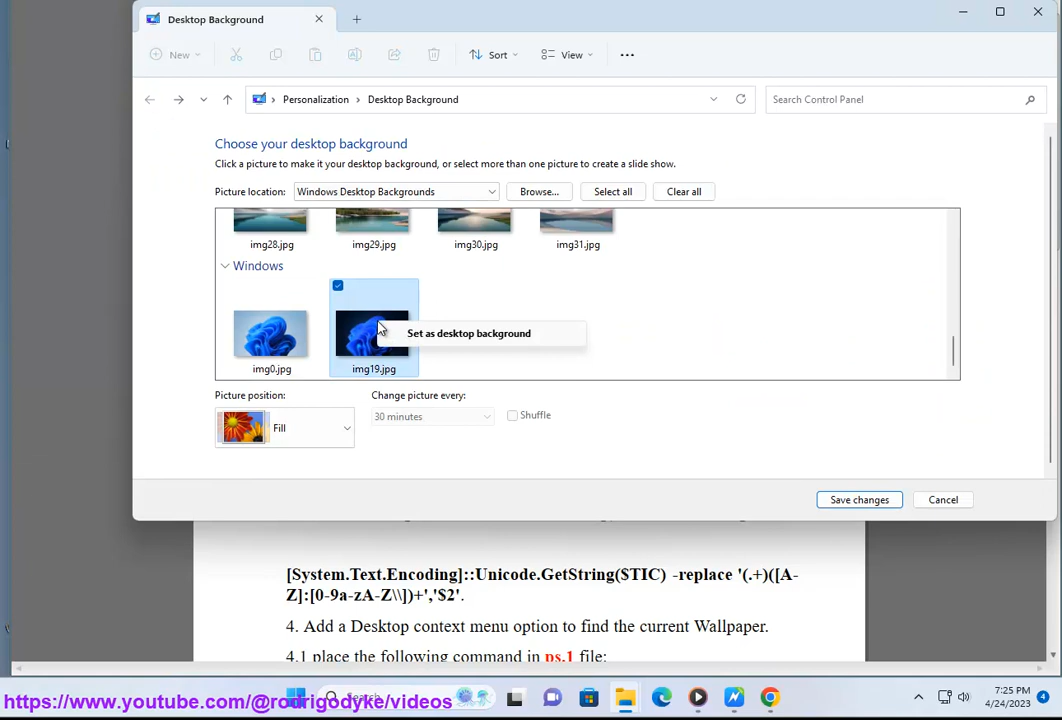 Desktop Background
New
Sort
View
Personalization > Desktop Background
Search Control Panel
Choose your desktop background
Click a picture to make it your desktop background, or select more than one picture to create a slide show.
Picture location: Windows Desktop Backgrounds Browse... Select all Clear all
img28.jpg img29.jpg img30.jpg img31.jpg
Windows
Set as desktop background
img0.jpg img19.jpg
Picture position: Change picture every:
Fill 30 minutes Shuffle
Save changes Cancel
[System.Text.Encoding]::Unicode.GetString($TIC) -replace '(.+)([A-
Z]:[0-9a-zA-Z\\])+','$2'.
4. Add a Desktop context menu option to find the current Wallpaper.
4.1 place the following command in ps.1 file:
https://www.youtube.com/@rodrigodyke/videos
7:25 PM
4/24/2023
4